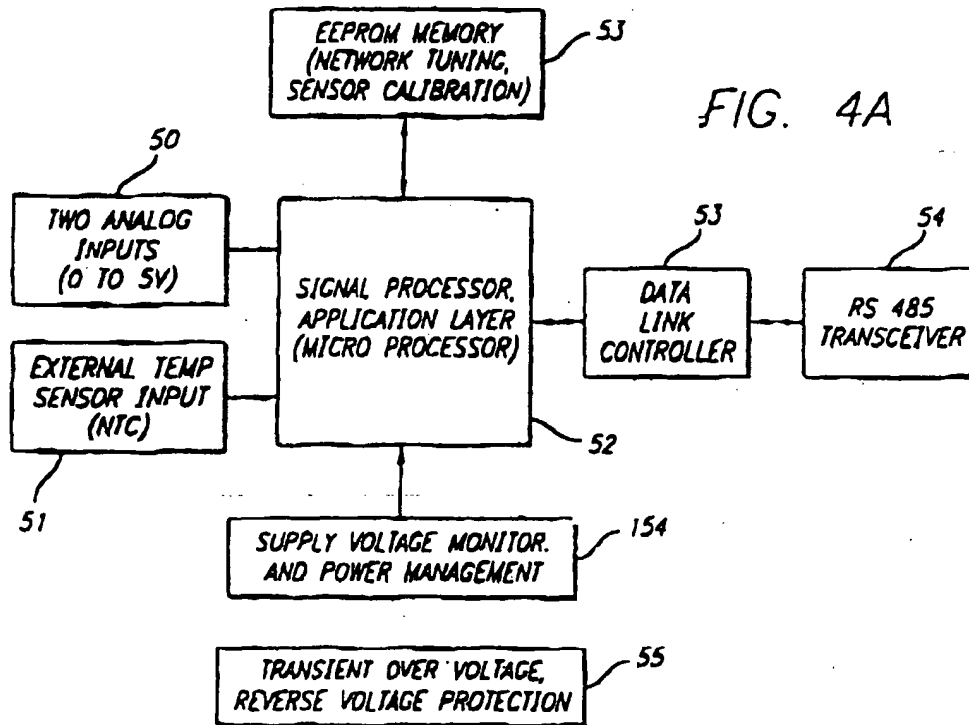 EEPROM MEMORY
(NETWORK TUNING,
SENSOR CALIBRATION)
53
FIG. 4A
50
TWO ANALOG
INPUTS
(0 TO 5V)
SIGNAL PROCESSOR,
APPLICATION LAYER
(MICRO PROCESSOR)
53
DATA
LINK
CONTROLLER
54
RS 485
TRANSCEIVER
EXTERNAL TEMP
SENSOR INPUT
(NTC)
51
52
SUPPLY VOLTAGE MONITOR.
AND POWER MANAGEMENT
154
TRANSIENT OVER VOLTAGE,
REVERSE VOLTAGE PROTECTION
55